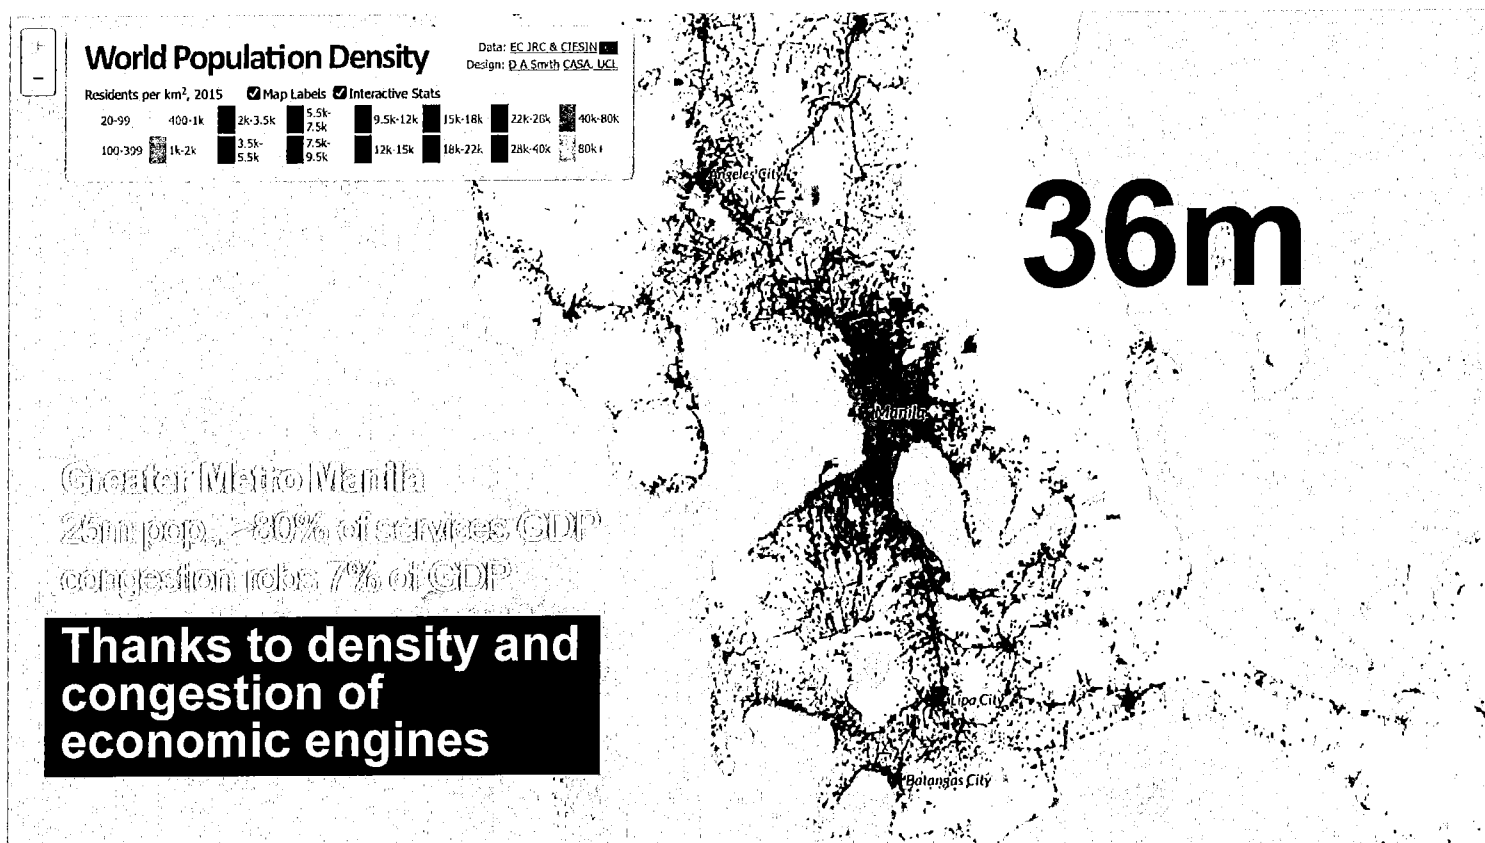 World Population Density
Data: EC JRC & CIESIN
Design: D A Smith CASA, UCL
Residents per km², 2015
Map Labels
Interactive Stats
20-99
400-1k
2k-3.5k
5.5k-7.5k
9.5k-12k
15k-18k
22k-28k
40k-80k
100-399
1k-2k
3.5k-5.5k
7.5k-9.5k
12k-15k
18k-22k
28k-40k
80k+
Angeles City
36m
Manila
Greater Metro Manila
25m pop., >80% of services GDP
congestion robs 7% of GDP
Thanks to density and
congestion of
economic engines
Lipa City
Batangas City